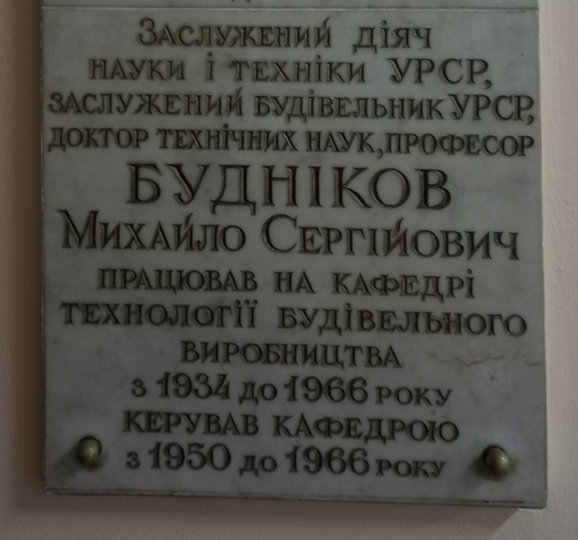 Заслужений діяч
науки і техніки УРСР,
заслужений будівельник УРСР,
доктор технічних наук, професор
БУДНІКОВ
Михайло Сергійович
працював на кафедрі
технології будівельного
виробництва
з 1934 до 1966 року
керував кафедрою
з 1950 до 1966 року